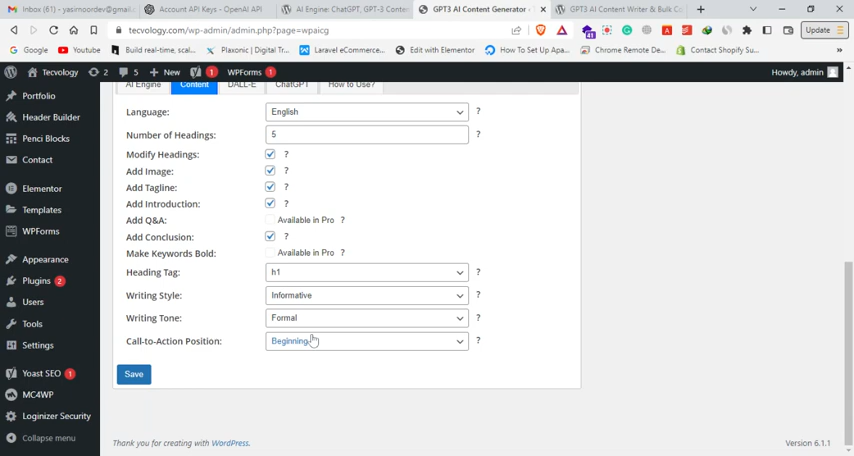 Inbox (61) - yasirnoordev@gmail.
Account API Keys - OpenAI API
AI Engine: ChatGPT, GPT-3 Conten
GPT3 AI Content Generator
GPT3 AI Content Writer & Bulk Co
tecvology.com/wp-admin/admin.php?page=wpaicg
41
Update
Google
Youtube
Build real-time, scal...
Plaxonic | Digital Tr...
Laravel eCommerce...
Edit with Elementor
How To Set Up Apa...
Chrome Remote De...
Contact Shopify Su...
Tecvology 2 5 New 1 WPForms 1
Howdy, admin
Portfolio
Header Builder
Penci Blocks
Contact
Elementor
Templates
WPForms
Appearance
Plugins 2
Users
Tools
Settings
Yoast SEO 1
MC4WP
Loginizer Security
Collapse menu
AI Engine Content DALL-E ChatGPT How to Use?
Language: English ?
Number of Headings: 5 ?
Modify Headings: ?
Add Image: ?
Add Tagline: ?
Add Introduction: ?
Add Q&A: Available in Pro ?
Add Conclusion: ?
Make Keywords Bold: Available in Pro ?
Heading Tag: h1 ?
Writing Style: Informative ?
Writing Tone: Formal ?
Call-to-Action Position: Beginning ?
Save
Thank you for creating with WordPress.
Version 6.1.1